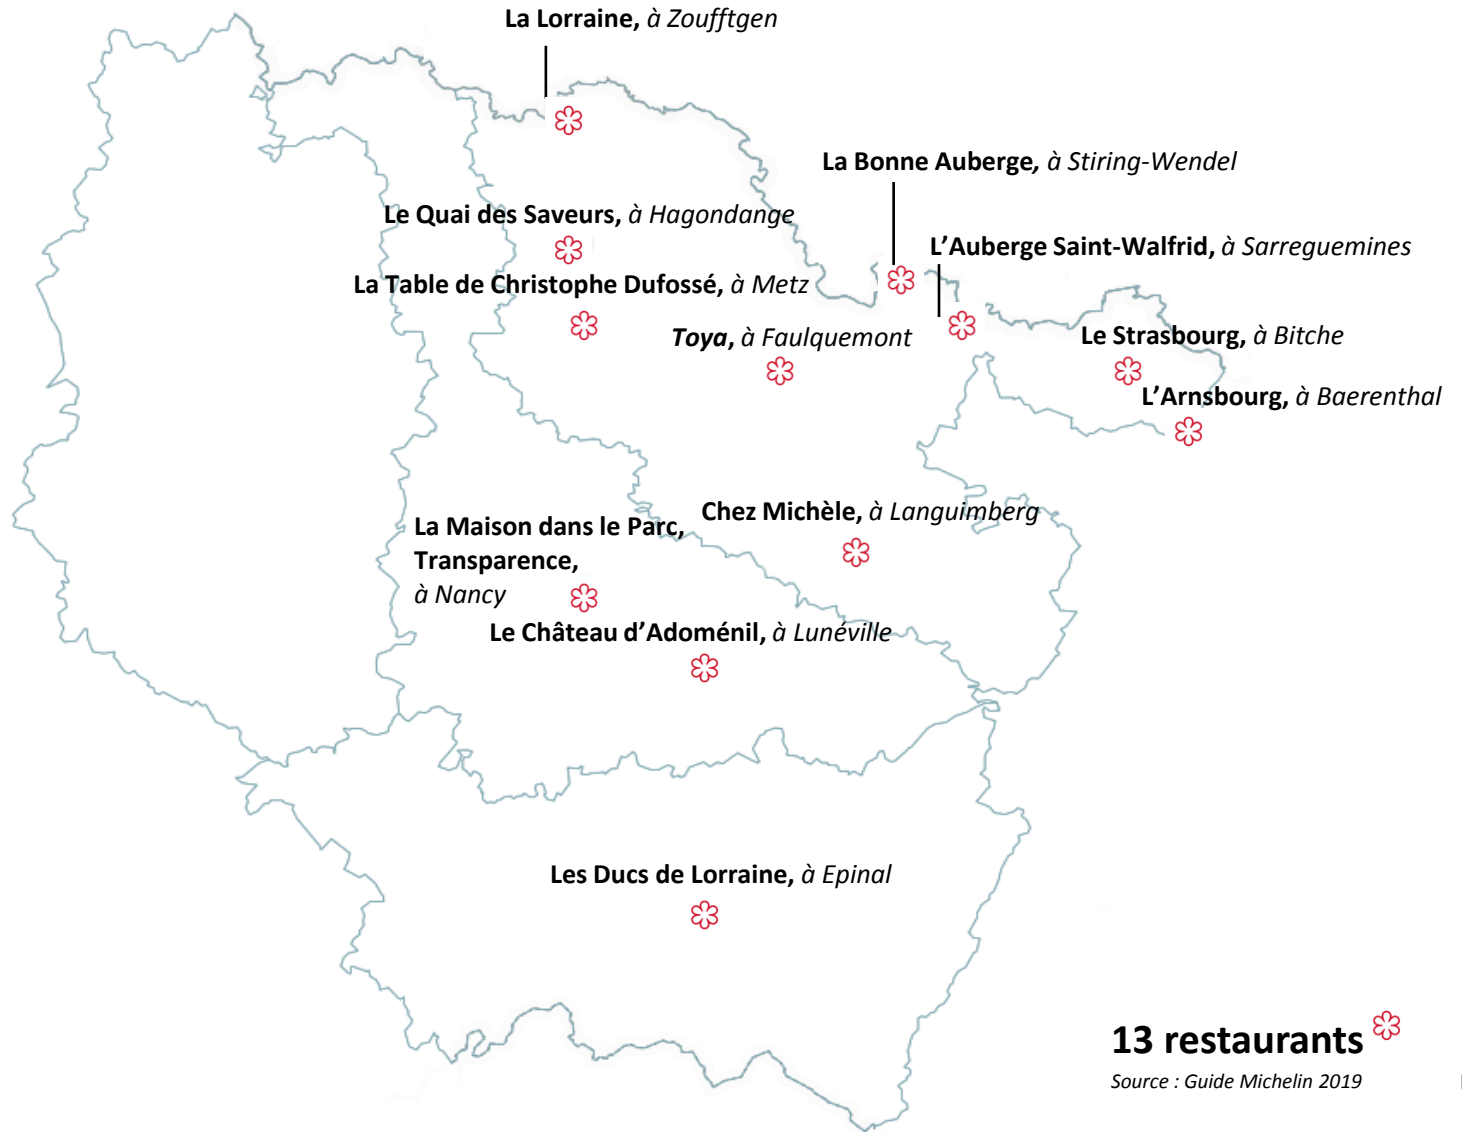 La Lorraine, à Zoufftgen
La Bonne Auberge, à Stiring-Wendel
Le Quai des Saveurs, à Hagondange
L’Auberge Saint-Walfrid, à Sarreguemines
La Table de Christophe Dufossé, à Metz
Toya, à Faulquemont
Le Strasbourg, à Bitche
L’Arnsbourg, à Baerenthal
Chez Michèle, à Languimberg
La Maison dans le Parc,
Transparence,
à Nancy
Le Château d’Adoménil, à Lunéville
Les Ducs de Lorraine, à Epinal
13 restaurants
Source : Guide Michelin 2019